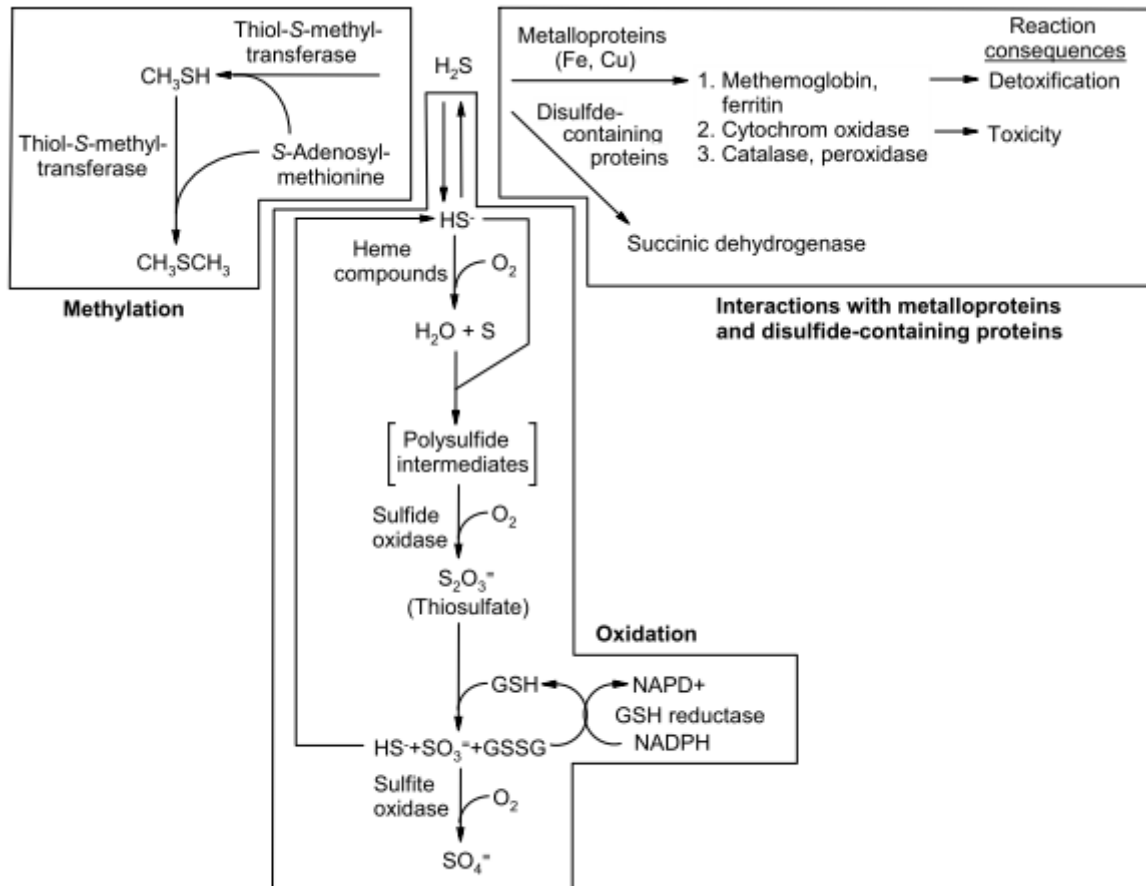 Thiol-S-methyl-
transferase
CH₃SH
Thiol-S-methyl-
transferase
S-Adenosyl-
methionine
CH₃SCH₃
Methylation
H₂S
Metalloproteins
(Fe, Cu)
Disulfde-
containing
proteins
1. Methemoglobin,
ferritin
2. Cytochrom oxidase
3. Catalase, peroxidase
Reaction
consequences
Detoxification
Toxicity
Succinic dehydrogenase
Interactions with metalloproteins
and disulfide-containing proteins
HS⁻
Heme
compounds
O₂
H₂O + S
[Polysulfide
intermediates]
Sulfide
oxidase
O₂
S₂O₃⁼
(Thiosulfate)
Oxidation
GSH
NAPD+
GSH reductase
NADPH
HS⁻+SO₃⁼+GSSG
Sulfite
oxidase
O₂
SO₄⁼